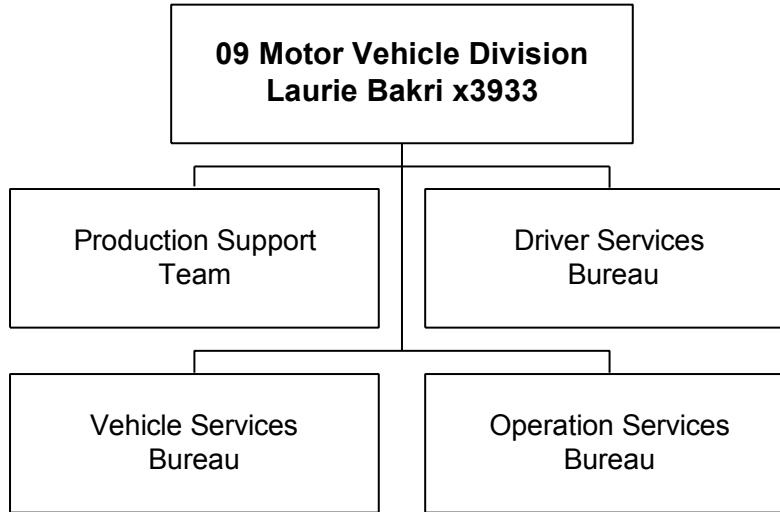 09 Motor Vehicle Division
Laurie Bakri x3933
Production Support
Team
Driver Services
Bureau
Vehicle Services
Bureau
Operation Services
Bureau